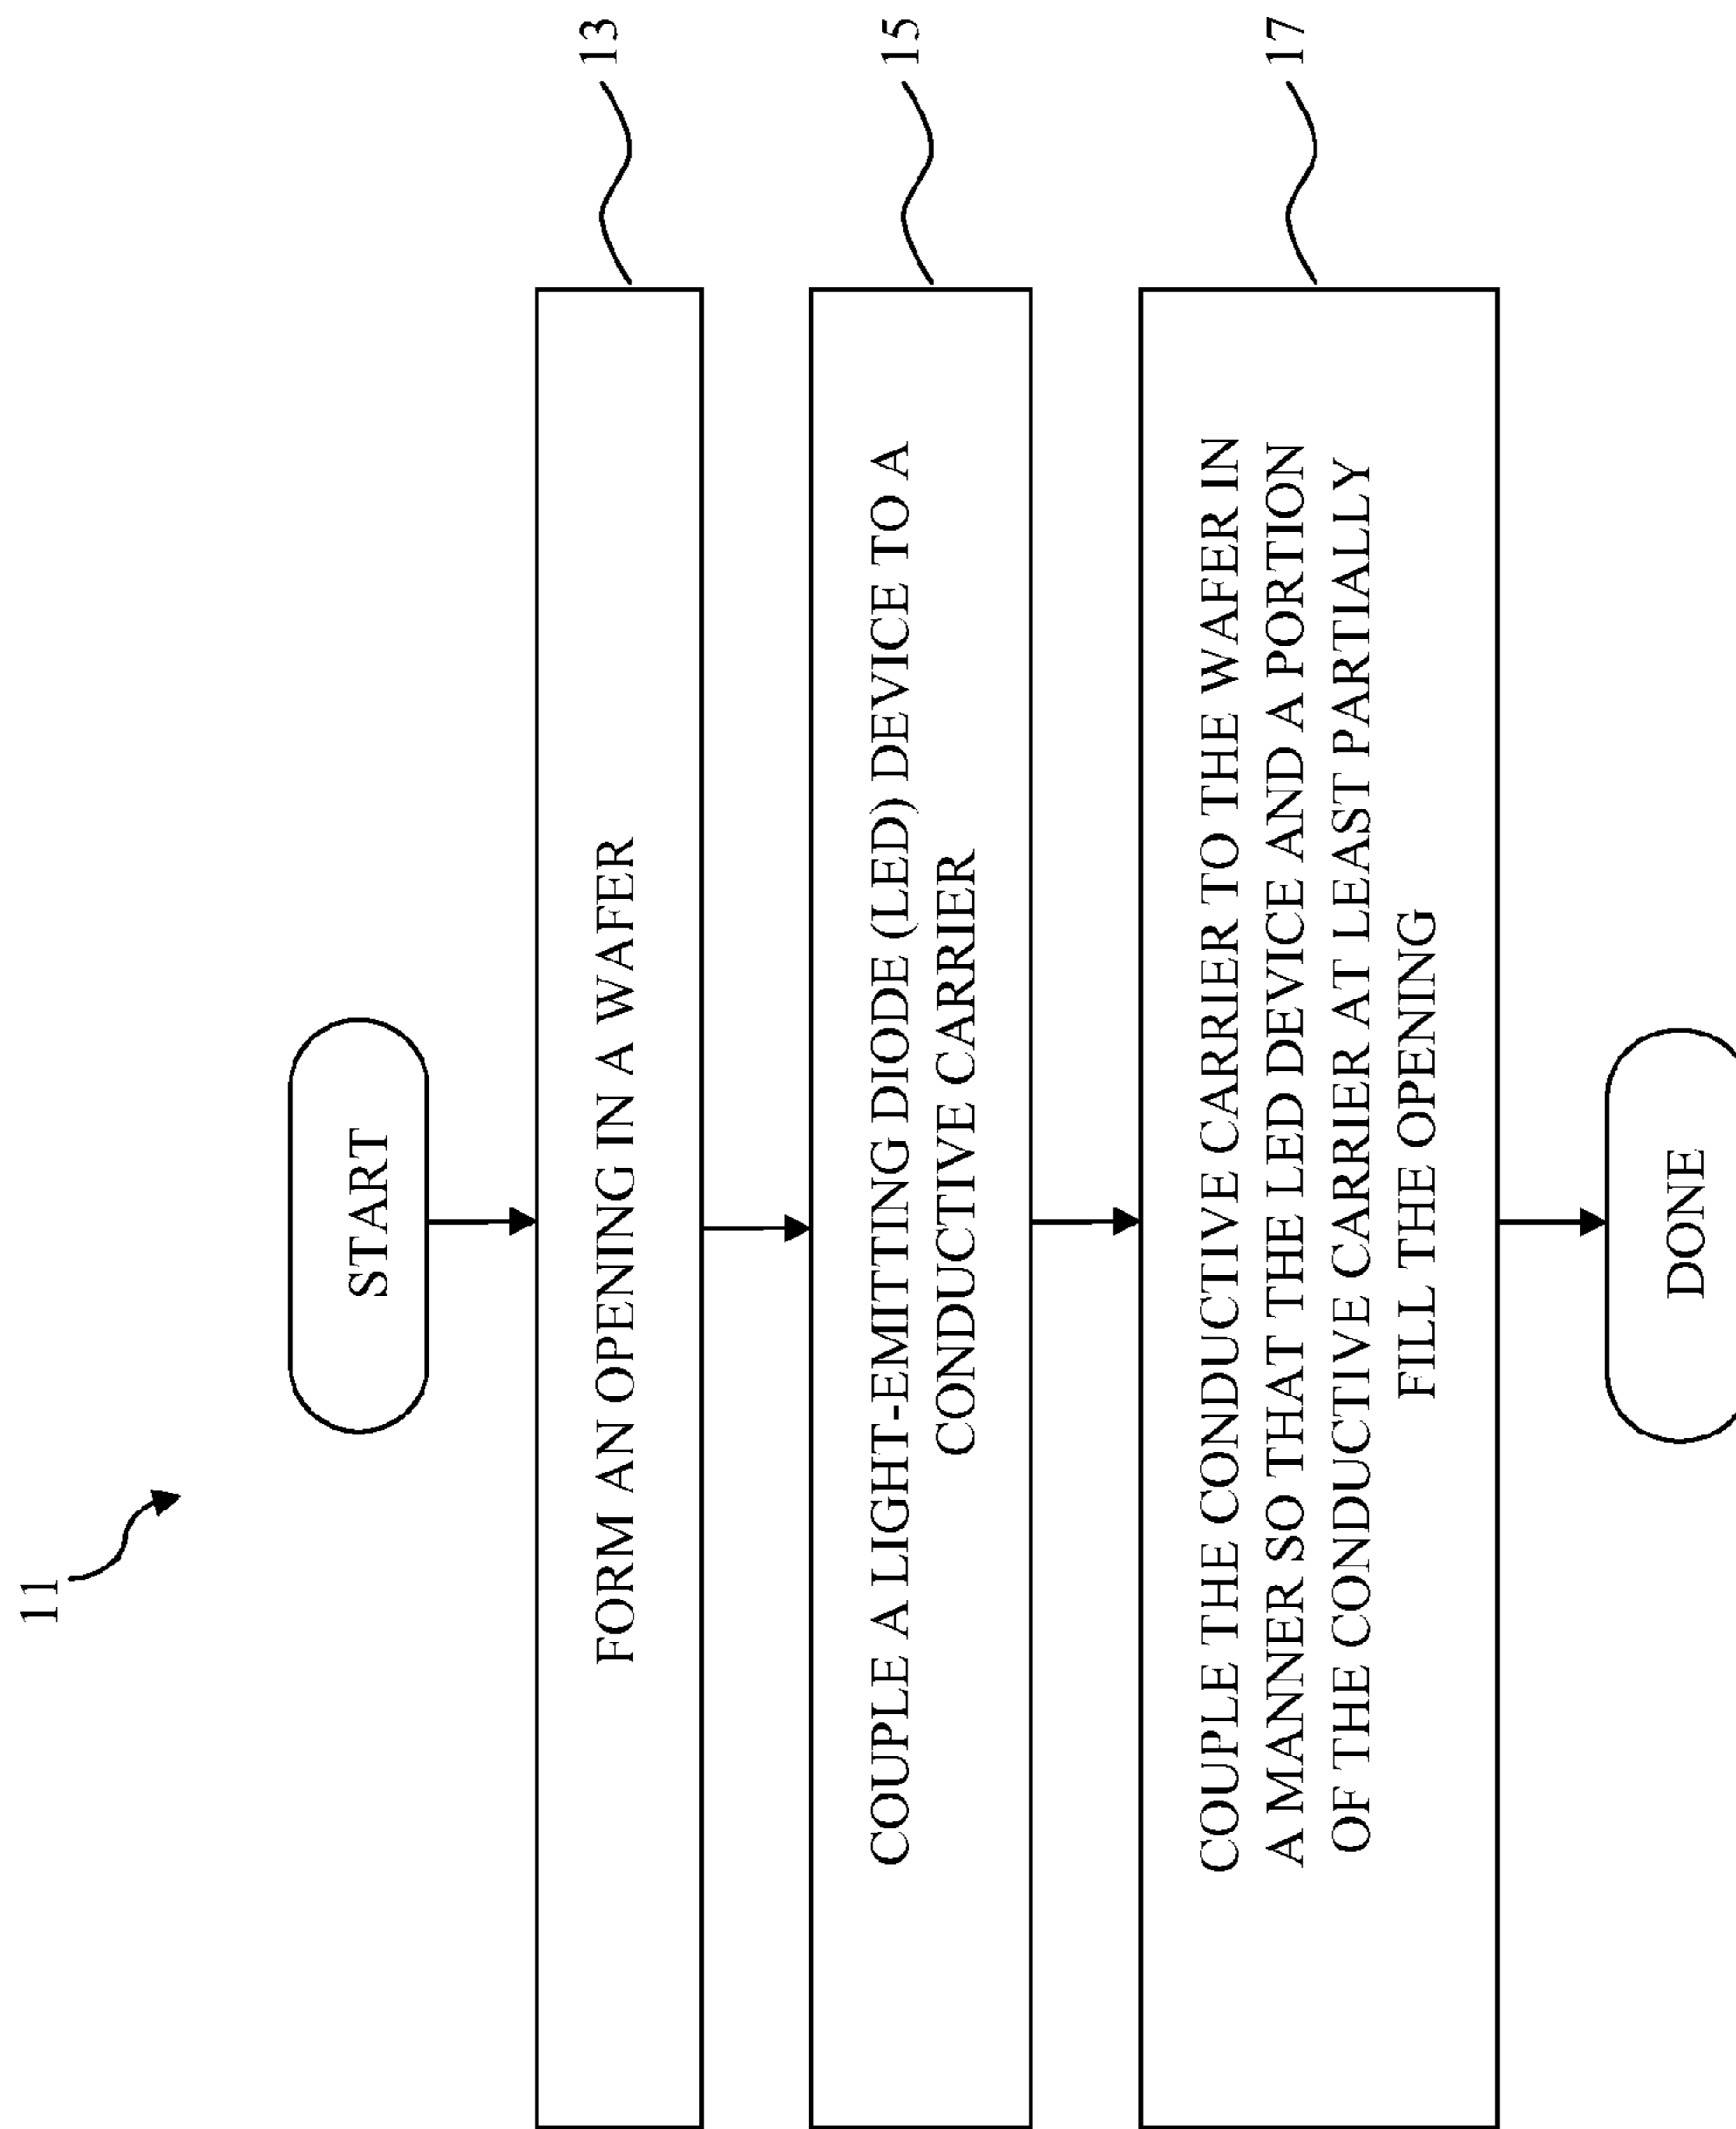 11
START
FORM AN OPENING IN A WAFER
13
COUPLE A LIGHT-EMITTING DIODE (LED) DEVICE TO A
CONDUCTIVE CARRIER
15
COUPLE THE CONDUCTIVE CARRIER TO THE WAFER IN
A MANNER SO THAT THE LED DEVICE AND A PORTION
OF THE CONDUCTIVE CARRIER AT LEAST PARTIALLY
FILL THE OPENING
17
DONE